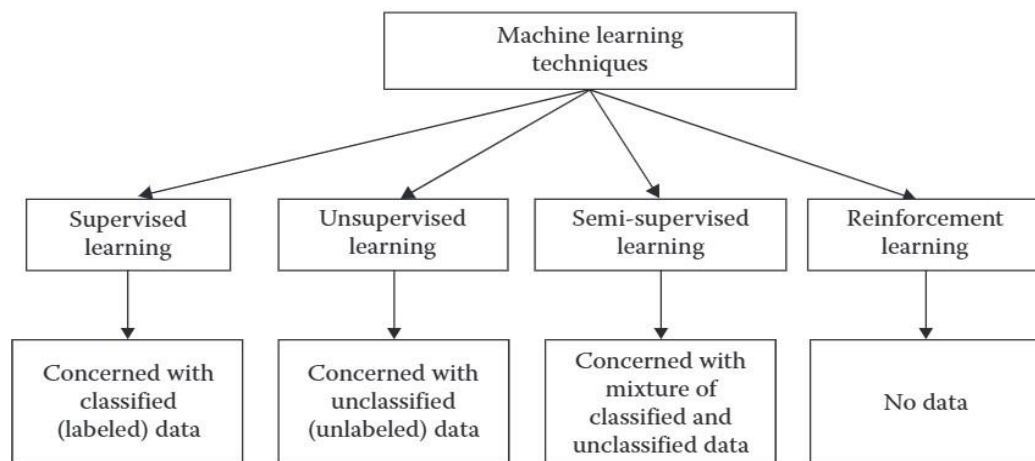 Machine learning
techniques
Supervised
learning
Unsupervised
learning
Semi-supervised
learning
Reinforcement
learning
Concerned with
classified
(labeled) data
Concerned with
unclassified
(unlabeled) data
Concerned with
mixture of
classified and
unclassified data
No data